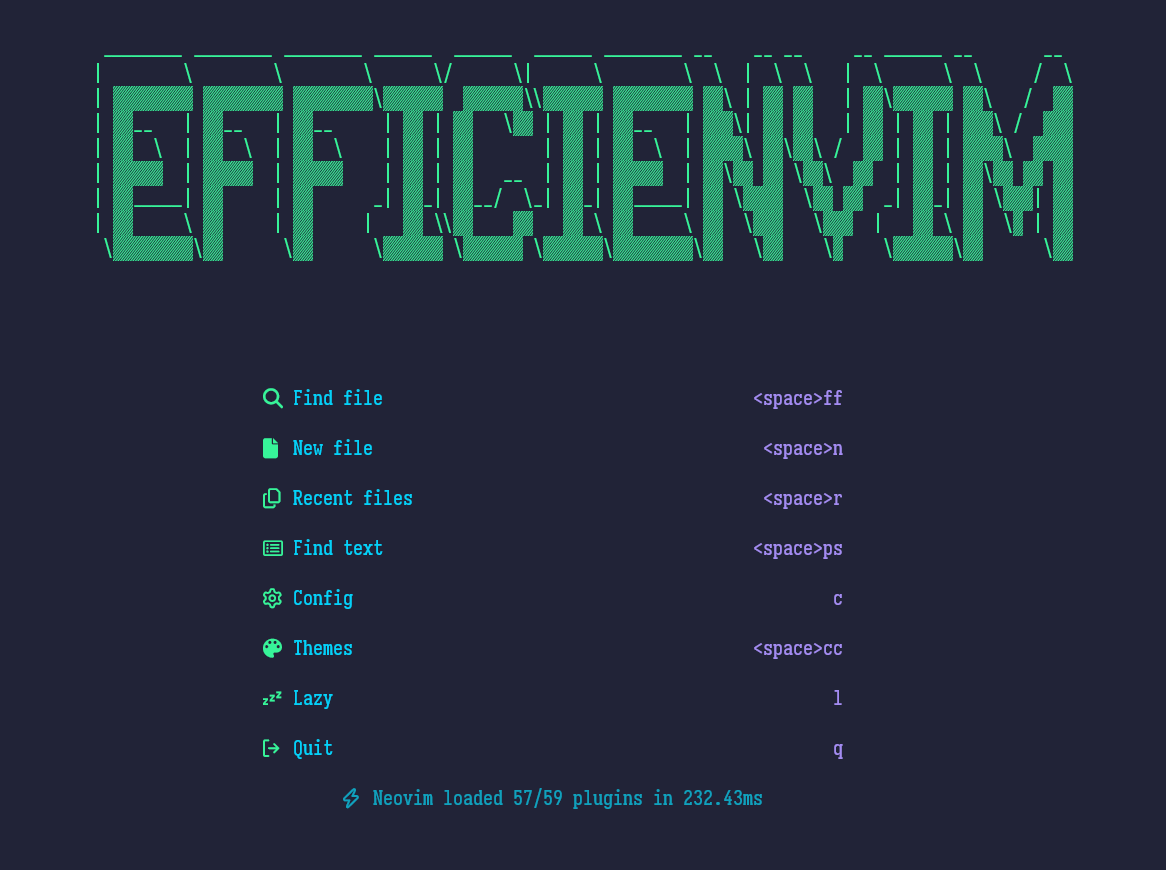 EFFICIENVIM
Find file <space>ff
New file <space>n
Recent files <space>r
Find text <space>ps
Config c
Themes <space>cc
Lazy l
Quit q
Neovim loaded 57/59 plugins in 232.43ms